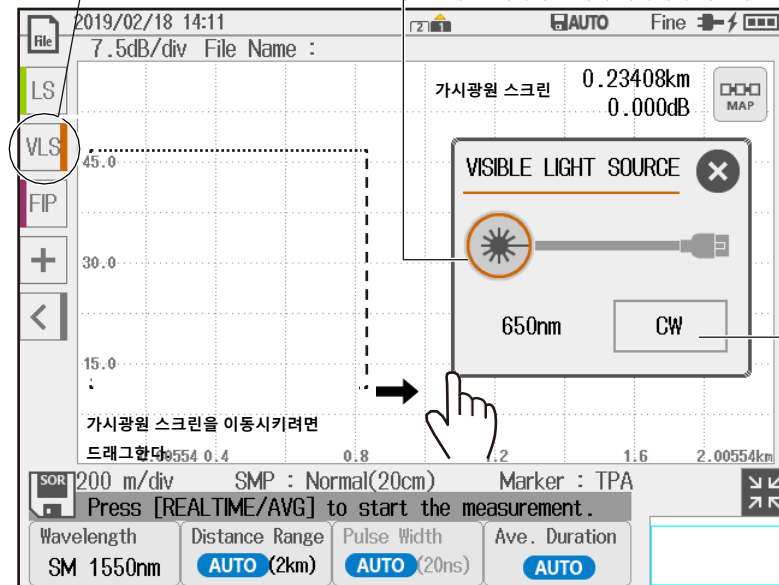 2019/02/18 14:11
2 1 AUTO Fine
File
7.5dB/div File Name :
LS
가시광원 스크린
0.23408km
0.000dB
MAP
VLS
45.0
VISIBLE LIGHT SOURCE
FIP
30.0
650nm CW
15.0
가시광원 스크린을 이동시키려면
드래그한다.
0.4 0.8 1.2 1.6 2.00554km
SOR
200 m/div SMP : Normal(20cm) Marker : TPA
Press [REALTIME/AVG] to start the measurement.
Wavelength Distance Range Pulse Width Ave. Duration
SM 1550nm AUTO (2km) AUTO (20ns) AUTO